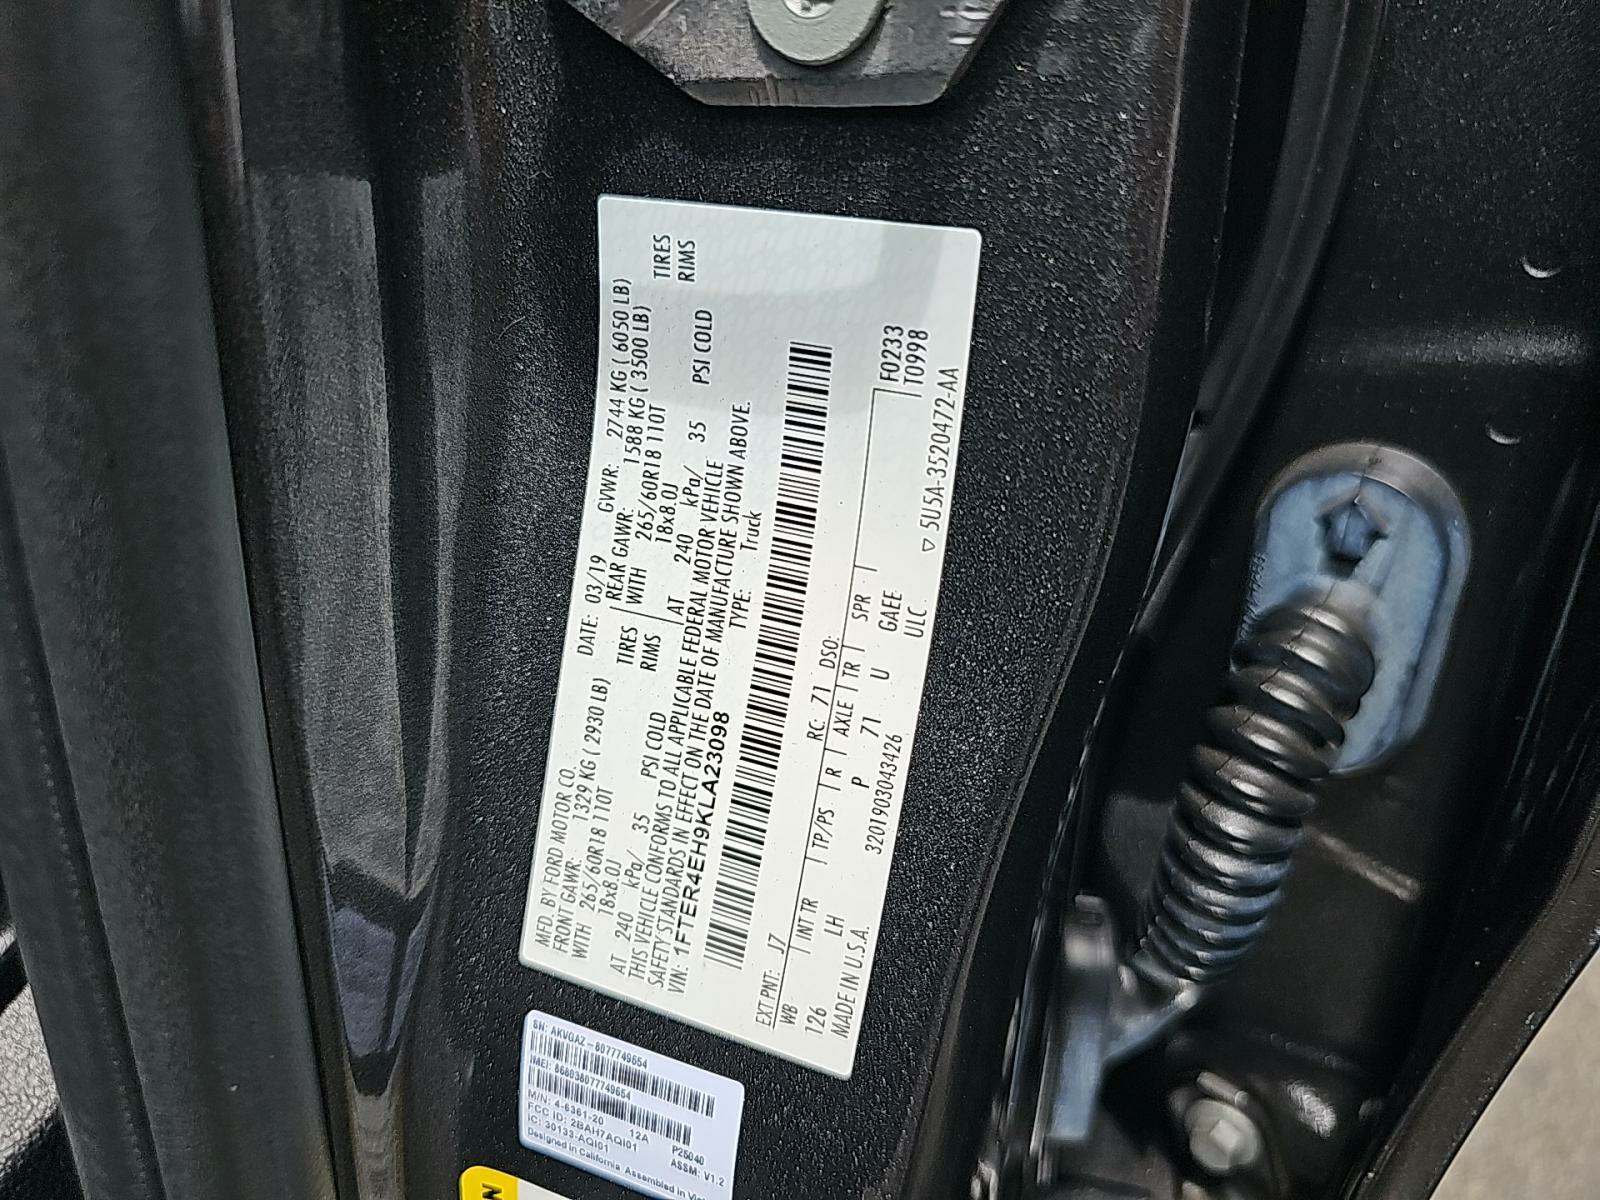 MFD. BY FORD MOTOR CO.
DATE: 03/19 GVWR: 2744 KG ( 6050 LB)
FRONT GAWR: 1329 KG ( 2930 LB)
REAR GAWR: 1588 KG ( 3500 LB)
WITH 265/60R18 110T TIRES
WITH 265/60R18 110T TIRES
18x8.0J RIMS
18x8.0J RIMS
AT 240 kPa/ 35 PSI COLD
AT 240 kPa/ 35 PSI COLD
THIS VEHICLE CONFORMS TO ALL APPLICABLE FEDERAL MOTOR VEHICLE
SAFETY STANDARDS IN EFFECT ON THE DATE OF MANUFACTURE SHOWN ABOVE.
VIN: 1FTER4EH9KLA23098 TYPE: Truck
EXT PNT: J7 RC: 71 DSO:
WB INT TR TP/PS R AXLE TR SPR F0233
126 LH P 71 U GAEE T0998
MADE IN U.S.A. 3201903043426 ULC ▽ 5U5A-3520472-AA
SN: AKVGAZ-8077749654
IMEI: 866036077749654
M/N: 4-6361-20 12A
FCC ID: 2BAH7AQI01 P25040
IC: 30133-AQI01 ASSM: V1.2
Designed in California Assembled in